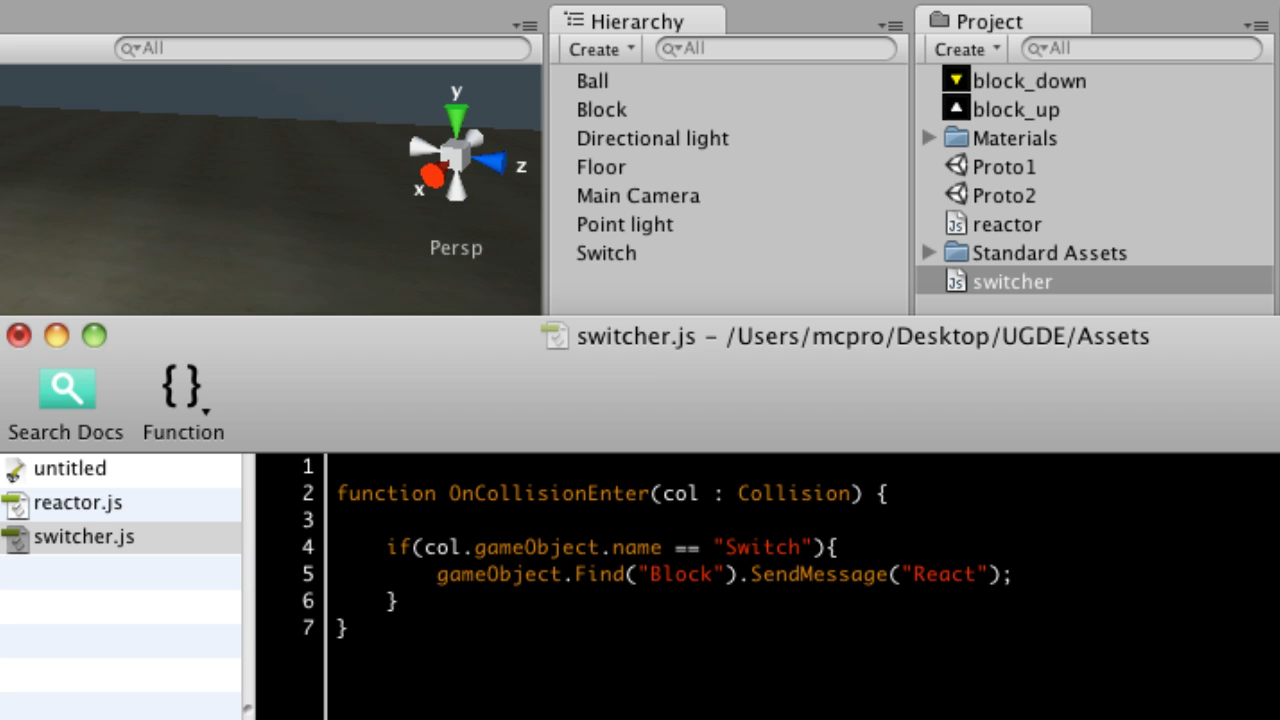 Hierarchy
Project
All
Create
All
Create
All
y
z
x
Persp
Ball
Block
Directional light
Floor
Main Camera
Point light
Switch
block_down
block_up
Materials
Proto1
Proto2
reactor
Standard Assets
switcher
switcher.js – /Users/mcpro/Desktop/UGDE/Assets
{}
Search Docs
Function
untitled
reactor.js
switcher.js
1
2 function OnCollisionEnter(col : Collision) {
3
4 if(col.gameObject.name == "Switch"){
5 gameObject.Find("Block").SendMessage("React");
6 }
7 }